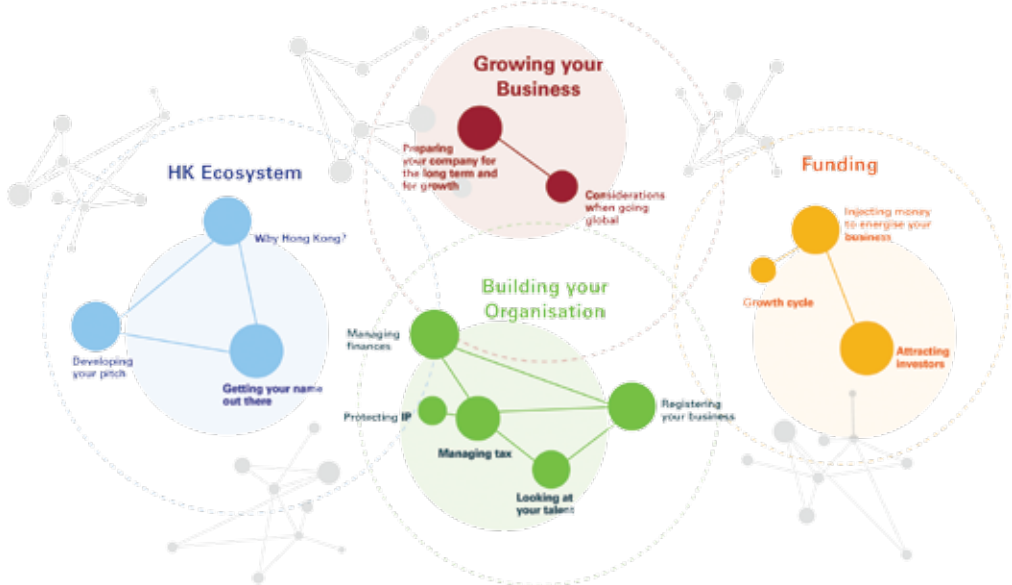 Growing your
Business
Preparing
your company for
the long term and
for growth
Considerations
when going
global
HK Ecosystem
Why Hong Kong?
Developing
your pitch
Getting your name
out there
Building your
Organisation
Managing
finances
Protecting IP
Managing tax
Registering
your business
Looking at
your talent
Funding
Injecting money
to energise your
business
Growth cycle
Attracting
investors